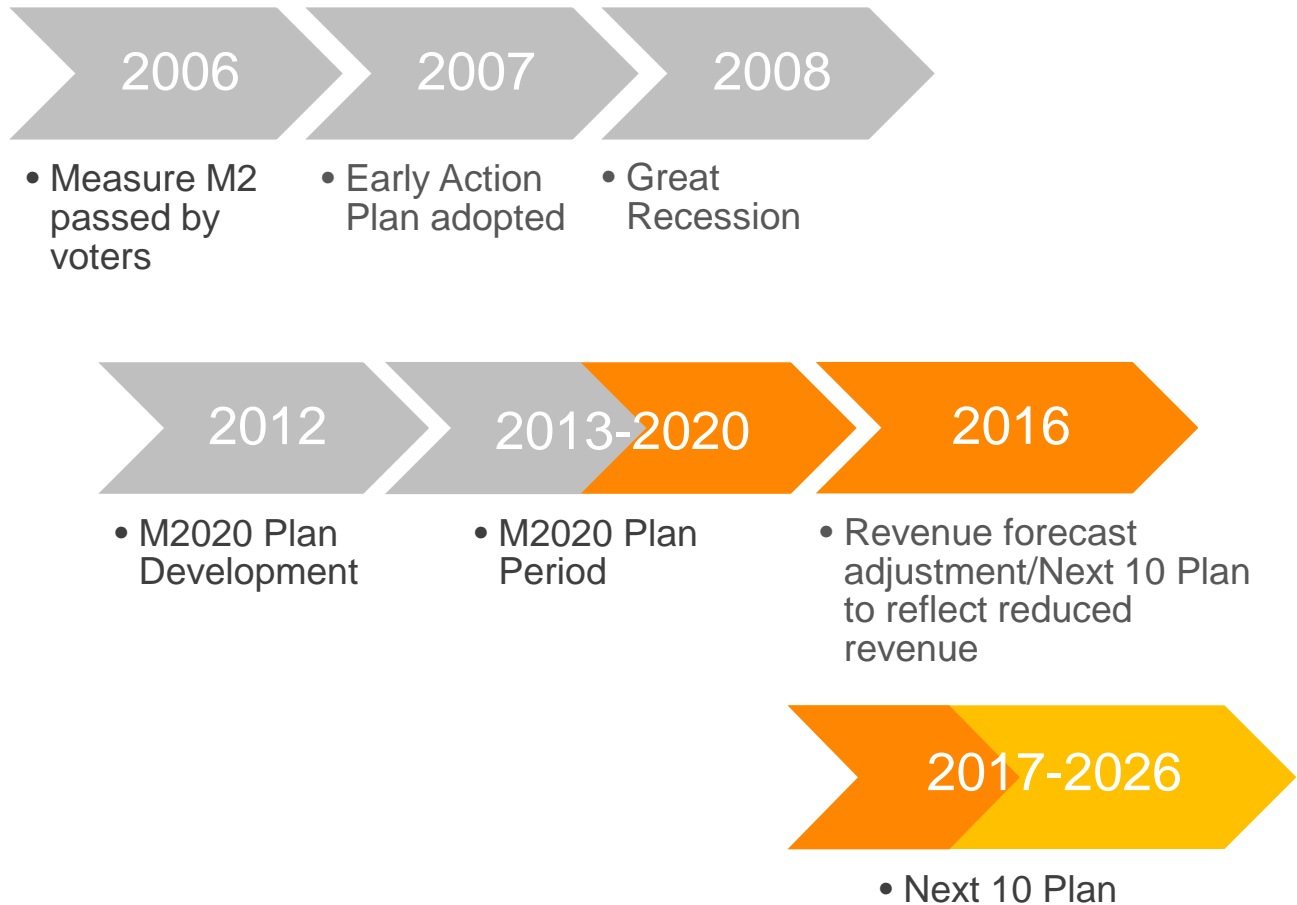 2006
2007
2008
• Measure M2
passed by
voters
• Early Action
Plan adopted
• Great
Recession
2012
2013-2020
2016
• M2020 Plan
Development
• M2020 Plan
Period
• Revenue forecast
adjustment/Next 10 Plan
to reflect reduced
revenue
2017-2026
• Next 10 Plan